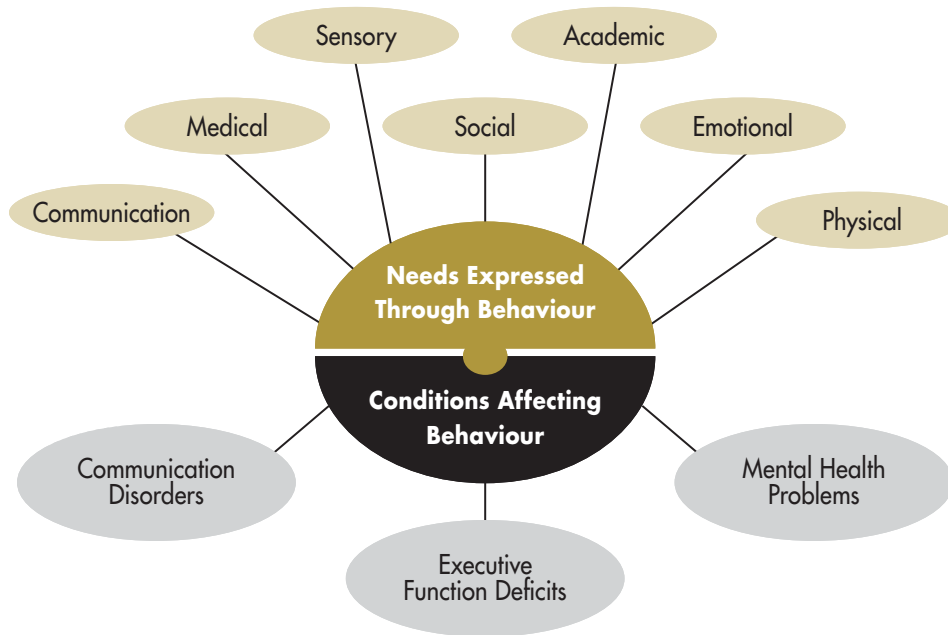 Sensory
Academic
Medical
Social
Emotional
Communication
Physical
Needs Expressed
Through Behaviour
Conditions Affecting
Behaviour
Communication
Disorders
Mental Health
Problems
Executive
Function Deficits